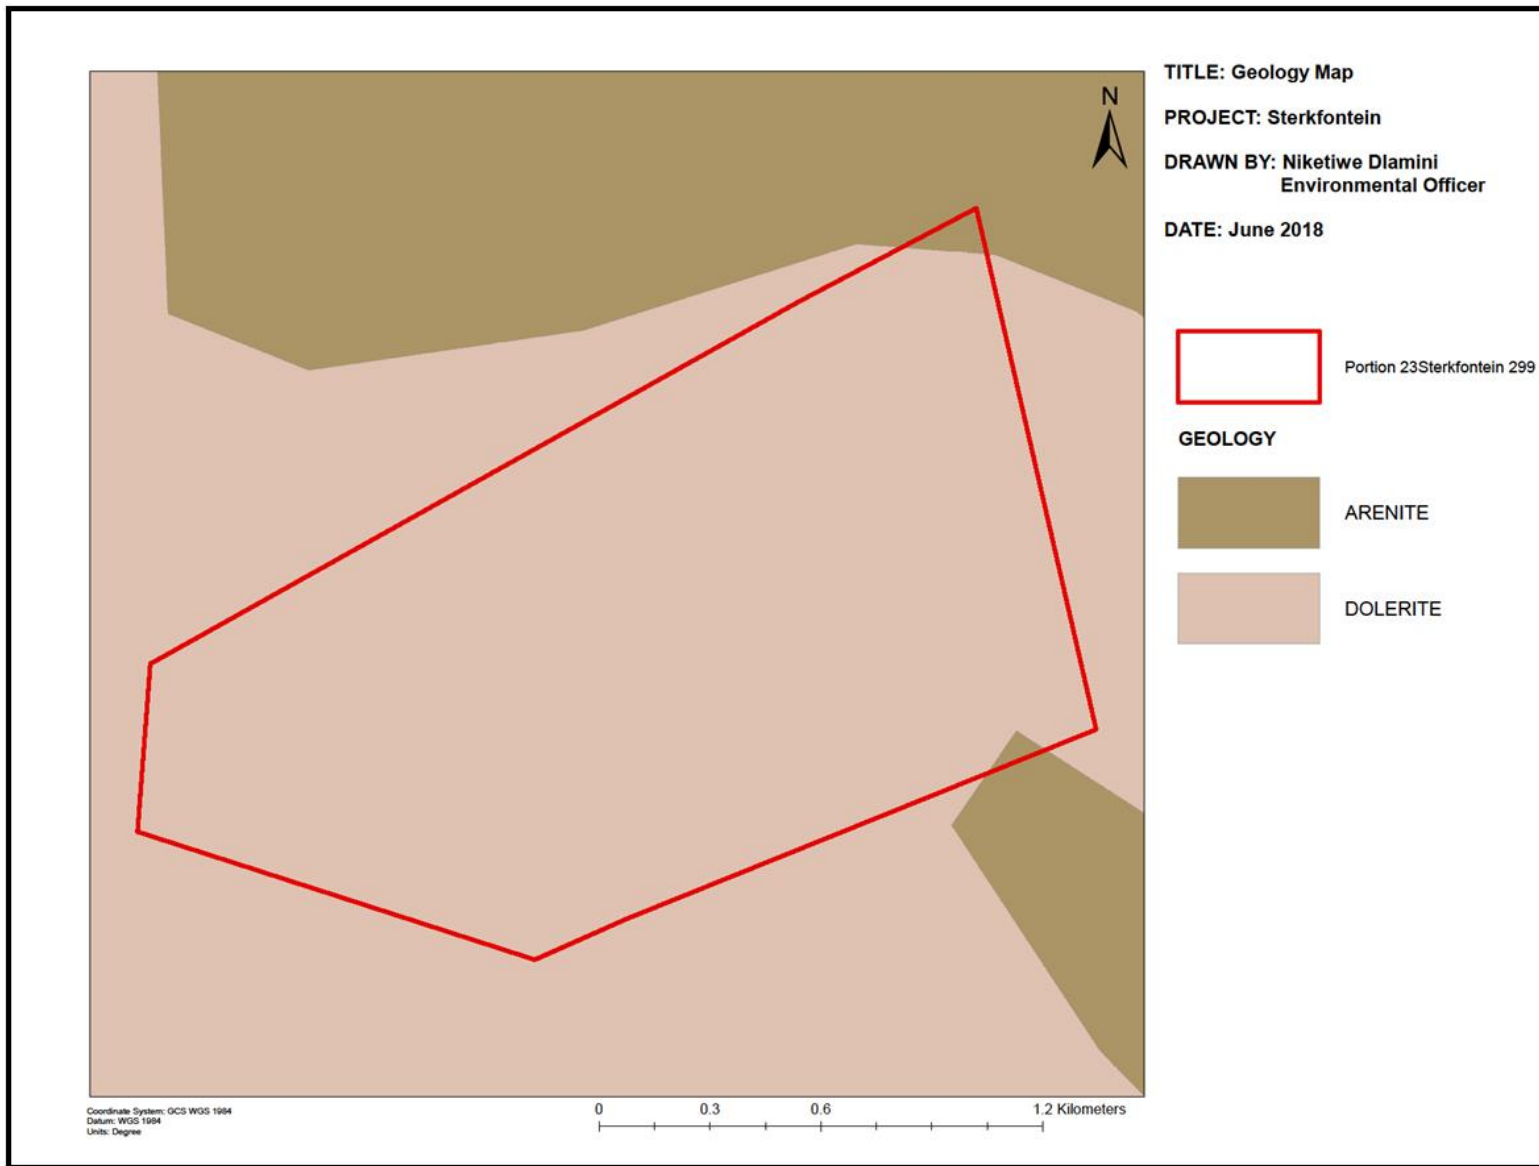 TITLE: Geology Map
PROJECT: Sterkfontein
DRAWN BY: Niketiwe Dlamini
Environmental Officer
DATE: June 2018
N
Portion 23Sterkfontein 299
GEOLOGY
ARENITE
DOLERITE
Coordinate System: GCS WGS 1984
Datum: WGS 1984
Units: Degree
0 0.3 0.6 1.2 Kilometers